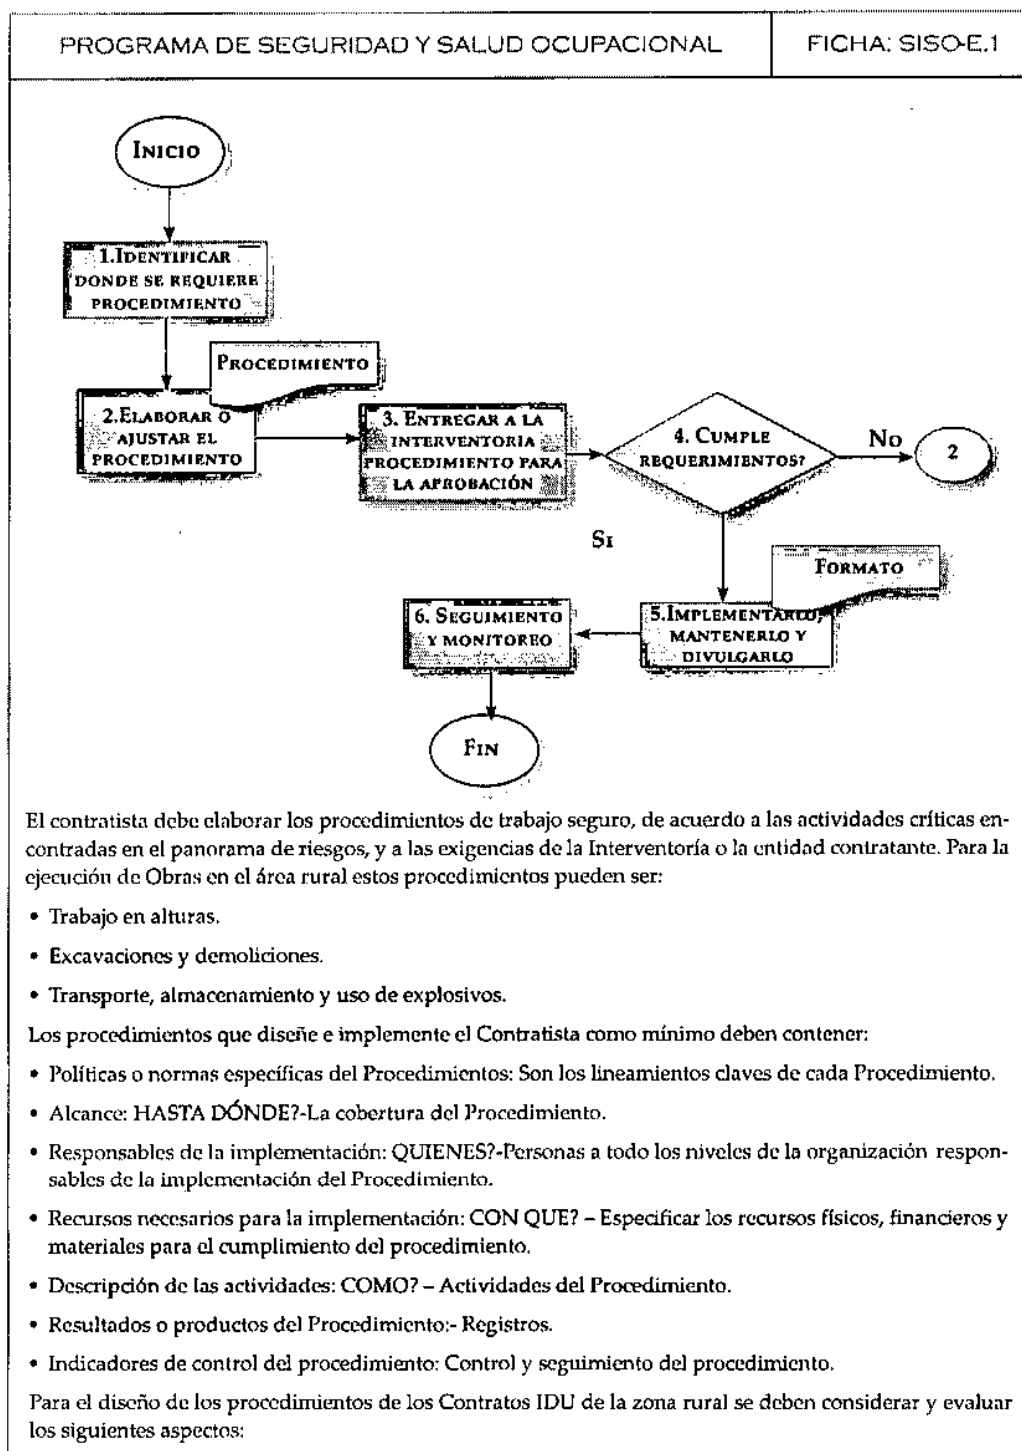 PROGRAMA DE SEGURIDAD Y SALUD OCUPACIONAL
FICHA: SISO-E.1
INICIO
1.IDENTIFICAR
DONDE SE REQUIERE
PROCEDIMIENTO
PROCEDIMIENTO
2.ELABORAR O
AJUSTAR EL
PROCEDIMIENTO
3. ENTREGAR A LA
INTERVENTORIA
PROCEDIMIENTO PARA
LA APROBACIÓN
4. CUMPLE
REQUERIMIENTOS?
NO
2
SI
FORMATO
5.IMPLEMENTARLO,
MANTENERLO Y
DIVULGARLO
6. SEGUIMIENTO
Y MONITOREO
FIN
El contratista debe elaborar los procedimientos de trabajo seguro, de acuerdo a las actividades críticas en-
contradas en el panorama de riesgos, y a las exigencias de la Interventoría o la entidad contratante. Para la
ejecución de Obras en el área rural estos procedimientos pueden ser:
• Trabajo en alturas.
• Excavaciones y demoliciones.
• Transporte, almacenamiento y uso de explosivos.
Los procedimientos que diseñe e implemente el Contratista como mínimo deben contener:
• Políticas o normas específicas del Procedimientos: Son los lineamientos claves de cada Procedimiento.
• Alcance: HASTA DÓNDE?-La cobertura del Procedimiento.
• Responsables de la implementación: QUIENES?-Personas a todo los niveles de la organización respon-
sables de la implementación del Procedimiento.
• Recursos necesarios para la implementación: CON QUE? – Especificar los recursos físicos, financieros y
materiales para el cumplimiento del procedimiento.
• Descripción de las actividades: COMO? – Actividades del Procedimiento.
• Resultados o productos del Procedimiento:- Registros.
• Indicadores de control del procedimiento: Control y seguimiento del procedimiento.
Para el diseño de los procedimientos de los Contratos IDU de la zona rural se deben considerar y evaluar
los siguientes aspectos: